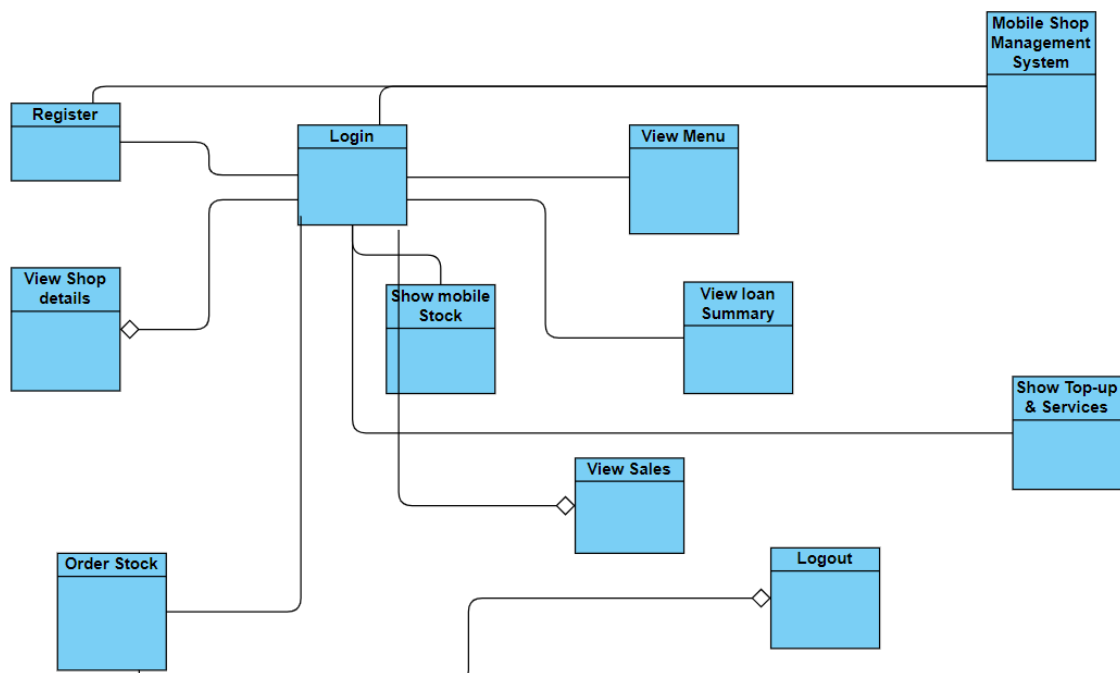 Mobile Shop
Management
System
Register
Login
View Menu
View Shop
details
Show mobile
Stock
View loan
Summary
Show Top-up
& Services
View Sales
Order Stock
Logout